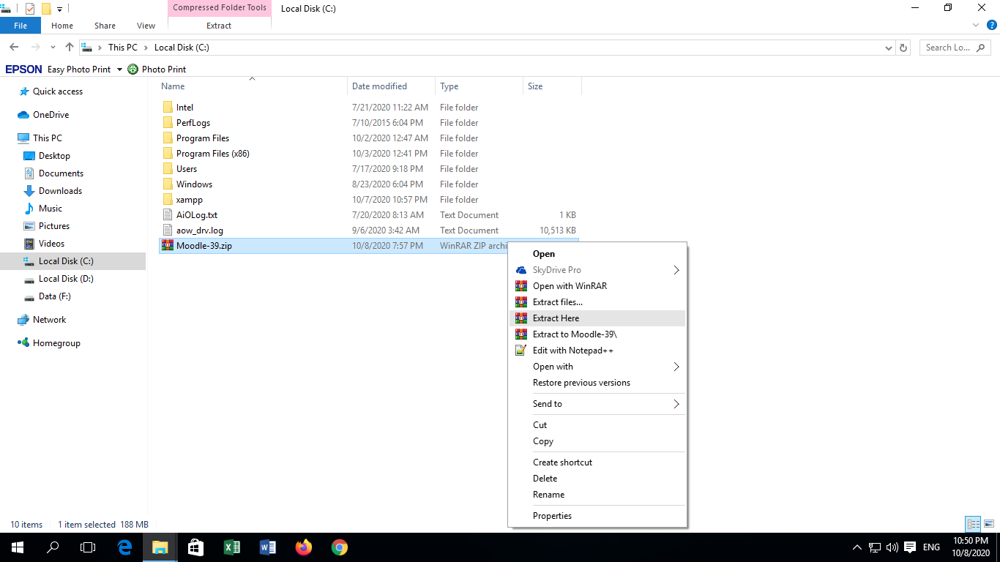 Compressed Folder Tools
Local Disk (C:)
File
Home
Share
View
Extract
This PC
Local Disk (C:)
Search Lo...
EPSON
Easy Photo Print
Photo Print
Name
Date modified
Type
Size
Quick access
OneDrive
This PC
Desktop
Documents
Downloads
Music
Pictures
Videos
Local Disk (C:)
Local Disk (D:)
Data (F:)
Network
Homegroup
Intel 7/21/2020 11:22 AM File folder
PerfLogs 7/10/2015 6:04 PM File folder
Program Files 10/2/2020 12:47 AM File folder
Program Files (x86) 10/3/2020 12:41 PM File folder
Users 7/17/2020 9:18 PM File folder
Windows 8/23/2020 6:04 PM File folder
xampp 10/7/2020 10:57 PM File folder
AiOLog.txt 7/20/2020 8:13 AM Text Document 1 KB
aow_drv.log 9/6/2020 3:42 AM Text Document 10,513 KB
Moodle-39.zip 10/8/2020 7:57 PM WinRAR ZIP archi
Open
SkyDrive Pro
Open with WinRAR
Extract files...
Extract Here
Extract to Moodle-39\
Edit with Notepad++
Open with
Restore previous versions
Send to
Cut
Copy
Create shortcut
Delete
Rename
Properties
10 items 1 item selected 188 MB
ENG
10:50 PM
10/8/2020